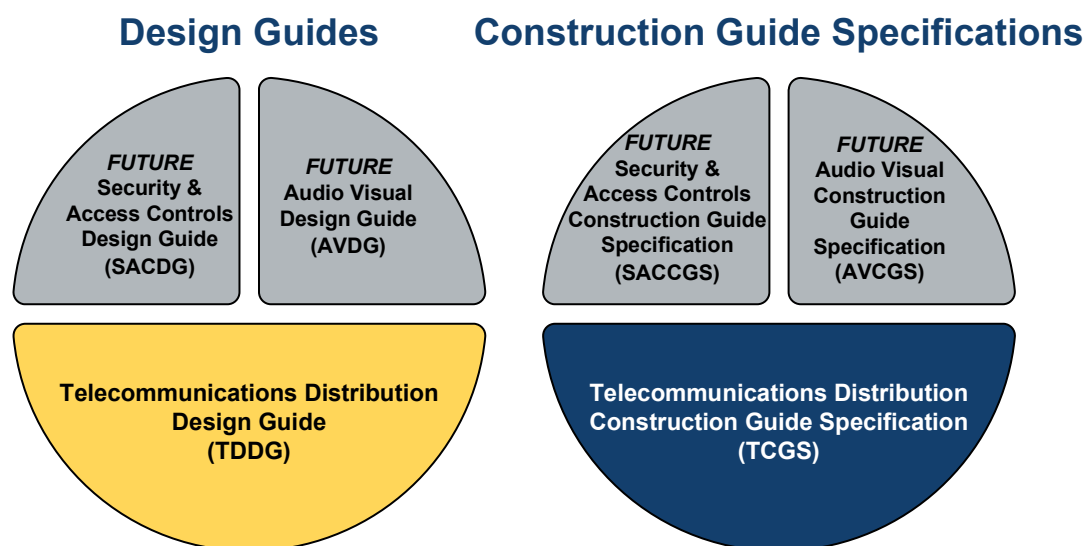 Design Guides
Construction Guide Specifications
FUTURE
Security &
Access Controls
Design Guide
(SACDG)
FUTURE
Audio Visual
Design Guide
(AVDG)
FUTURE
Security &
Access Controls
Construction Guide
Specification
(SACCGS)
FUTURE
Audio Visual
Construction
Guide
Specification
(AVCGS)
Telecommunications Distribution
Design Guide
(TDDG)
Telecommunications Distribution
Construction Guide Specification
(TCGS)